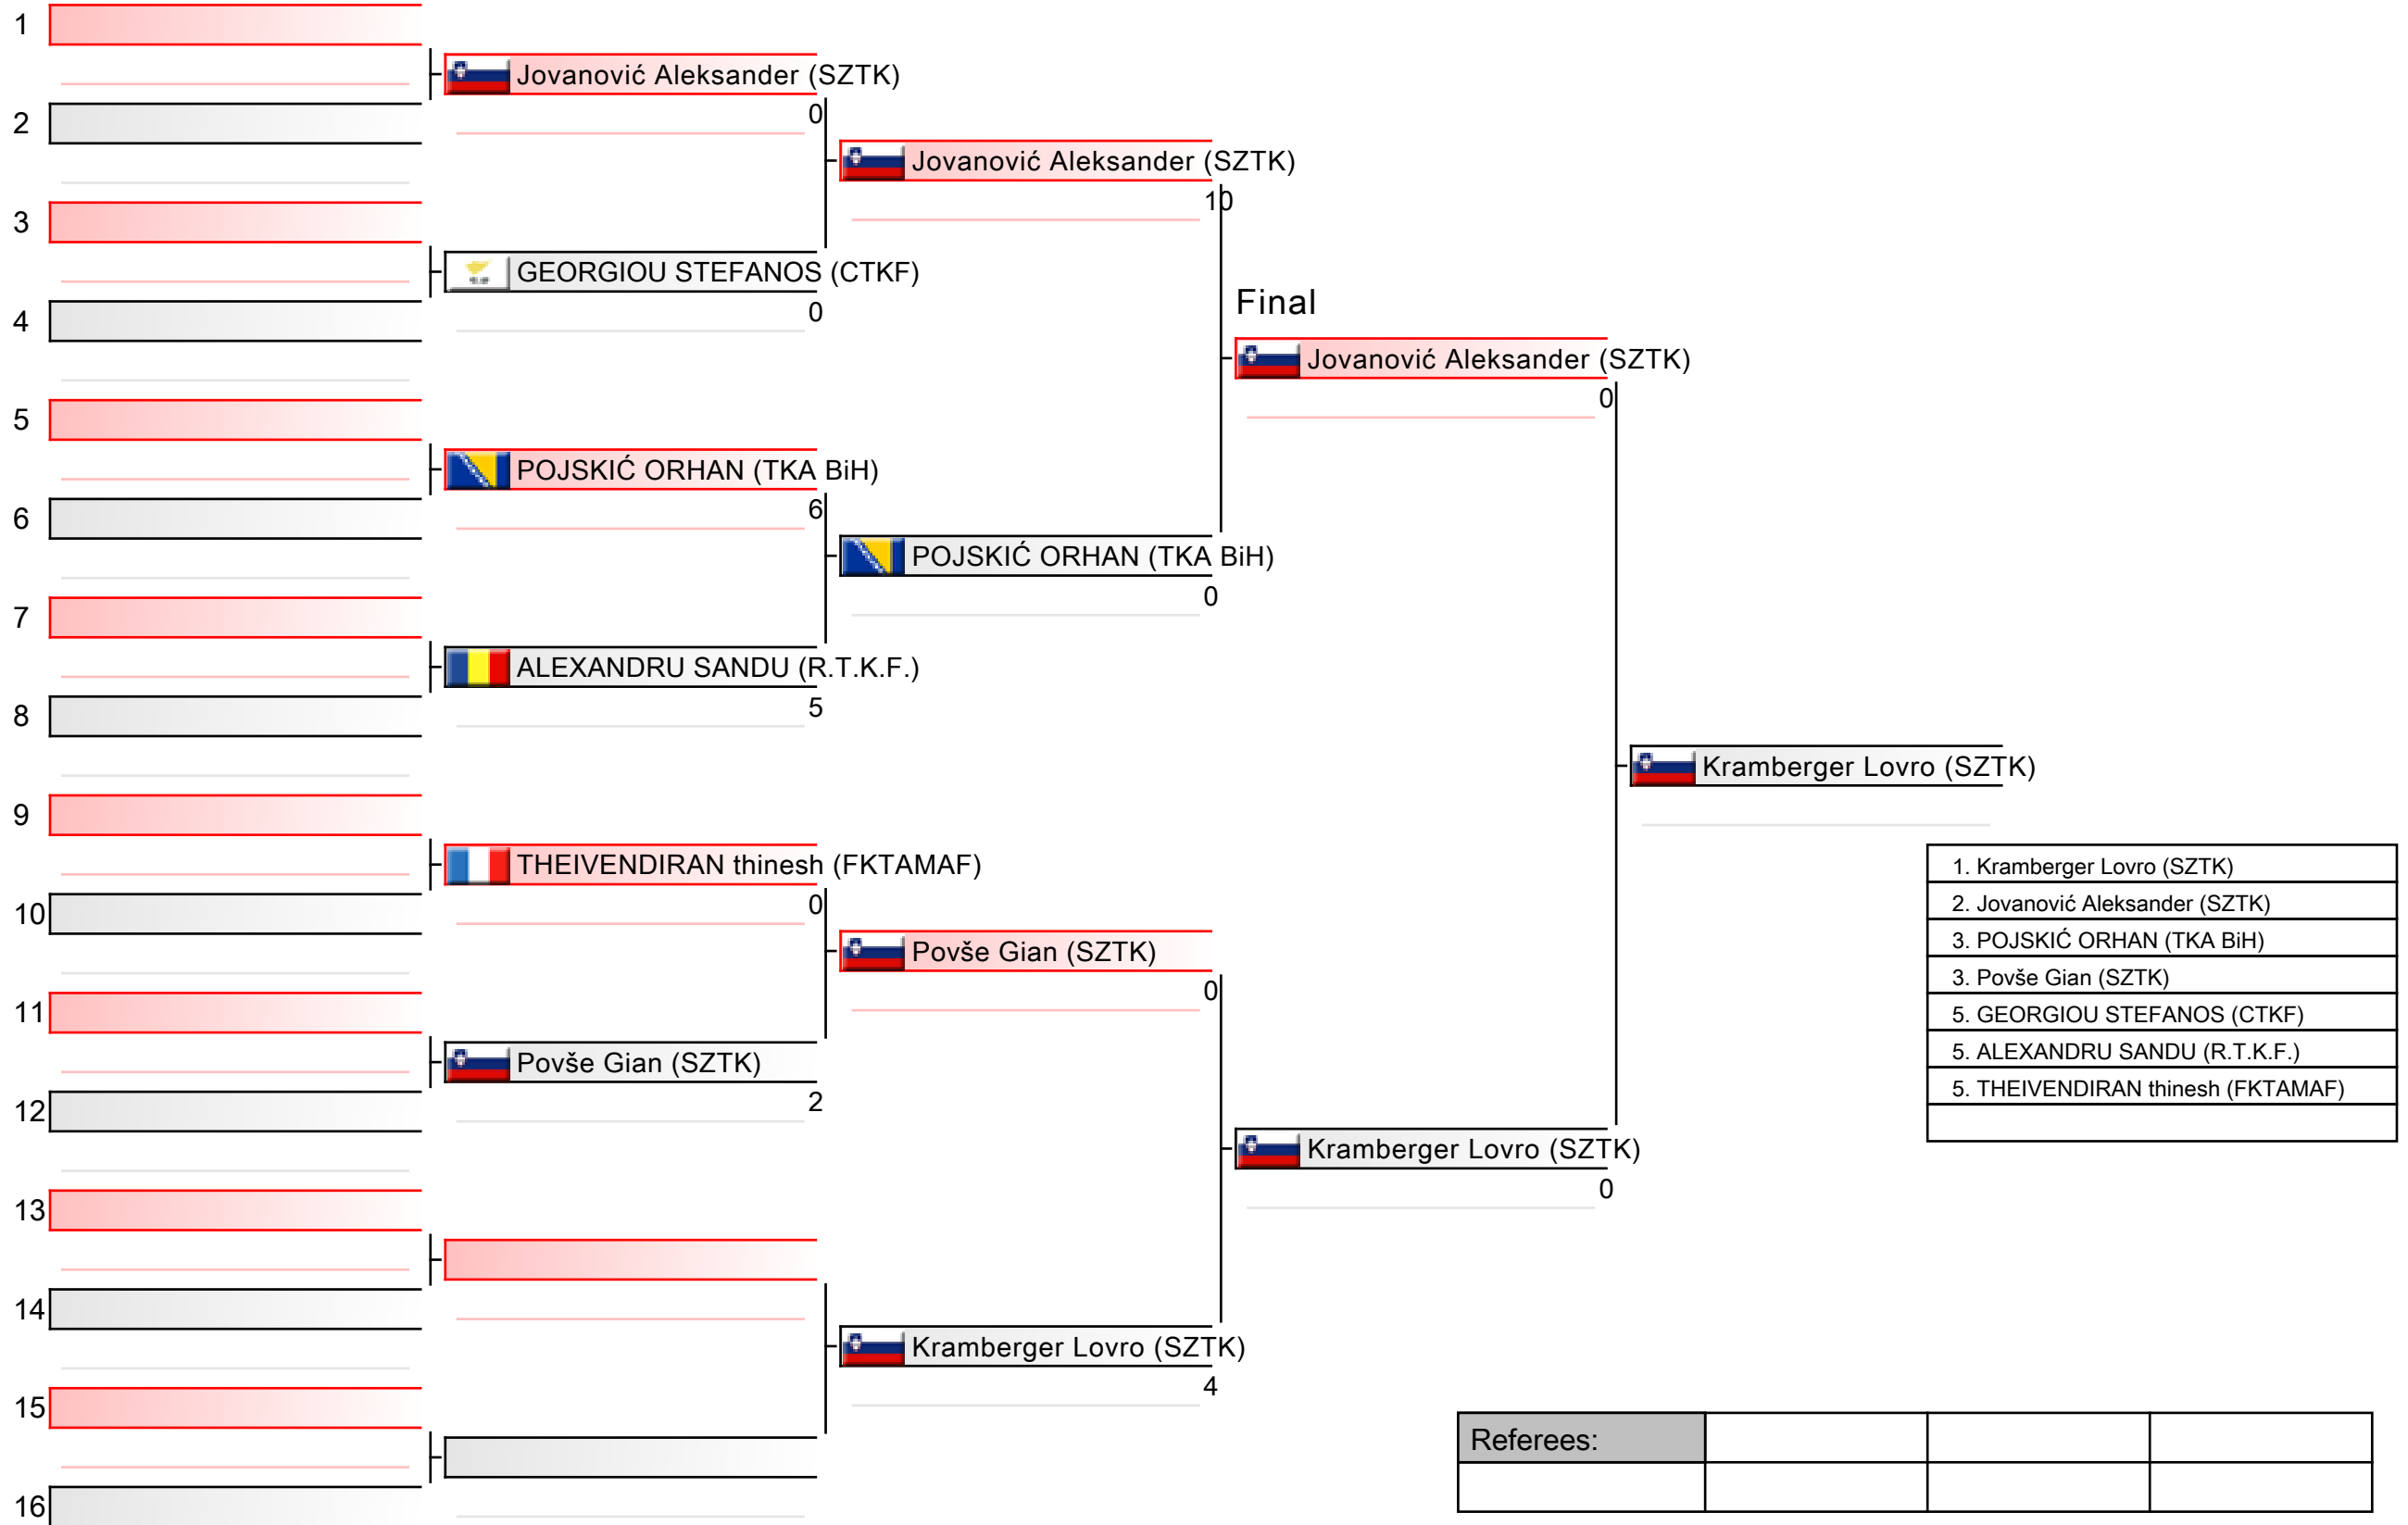 1
2
3
4
5
6
7
8
9
10
11
12
13
14
15
16
Jovanović Aleksander (SZTK)
0
GEORGIOU STEFANOS (CTKF)
0
POJSKIĆ ORHAN (TKA BiH)
6
ALEXANDRU SANDU (R.T.K.F.)
5
THEIVENDIRAN thinesh (FKTAMAF)
0
Povše Gian (SZTK)
2
Jovanović Aleksander (SZTK)
10
POJSKIĆ ORHAN (TKA BiH)
0
Povše Gian (SZTK)
0
Kramberger Lovro (SZTK)
4
Final
Jovanović Aleksander (SZTK)
0
Kramberger Lovro (SZTK)
0
Kramberger Lovro (SZTK)
1. Kramberger Lovro (SZTK)
2. Jovanović Aleksander (SZTK)
3. POJSKIĆ ORHAN (TKA BiH)
3. Povše Gian (SZTK)
5. GEORGIOU STEFANOS (CTKF)
5. ALEXANDRU SANDU (R.T.K.F.)
5. THEIVENDIRAN thinesh (FKTAMAF)
Referees: